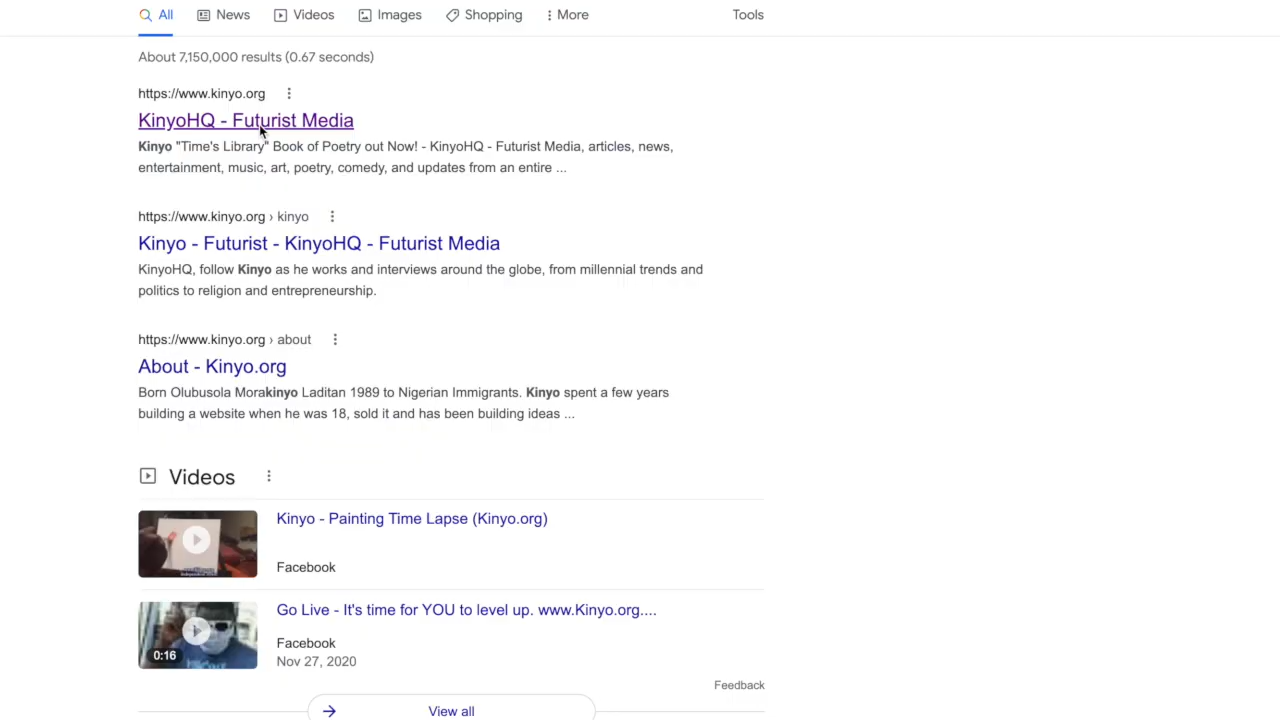 All News Videos Images Shopping More Tools
About 7,150,000 results (0.67 seconds)
https://www.kinyo.org
KinyoHQ - Futurist Media
Kinyo "Time's Library" Book of Poetry out Now! - KinyoHQ - Futurist Media, articles, news,
entertainment, music, art, poetry, comedy, and updates from an entire ...
https://www.kinyo.org › kinyo
Kinyo - Futurist - KinyoHQ - Futurist Media
KinyoHQ, follow Kinyo as he works and interviews around the globe, from millennial trends and
politics to religion and entrepreneurship.
https://www.kinyo.org › about
About - Kinyo.org
Born Olubusola Morakinyo Laditan 1989 to Nigerian Immigrants. Kinyo spent a few years
building a website when he was 18, sold it and has been building ideas ...
Videos
Kinyo - Painting Time Lapse (Kinyo.org)
Facebook
Go Live - It's time for YOU to level up. www.Kinyo.org....
Facebook
0:16
Nov 27, 2020
Feedback
View all